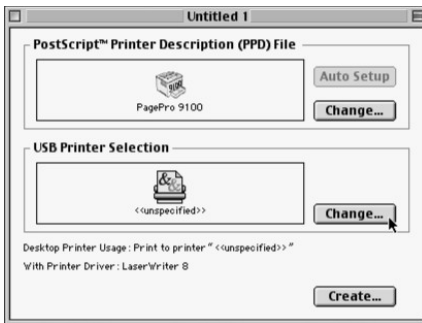 Untitled 1
PostScript™ Printer Description (PPD) File
Auto Setup
PagePro 9100
Change...
USB Printer Selection
<<unspecified>>
Change...
Desktop Printer Usage : Print to printer "<<unspecified>>"
With Printer Driver : LaserWriter 8
Create...